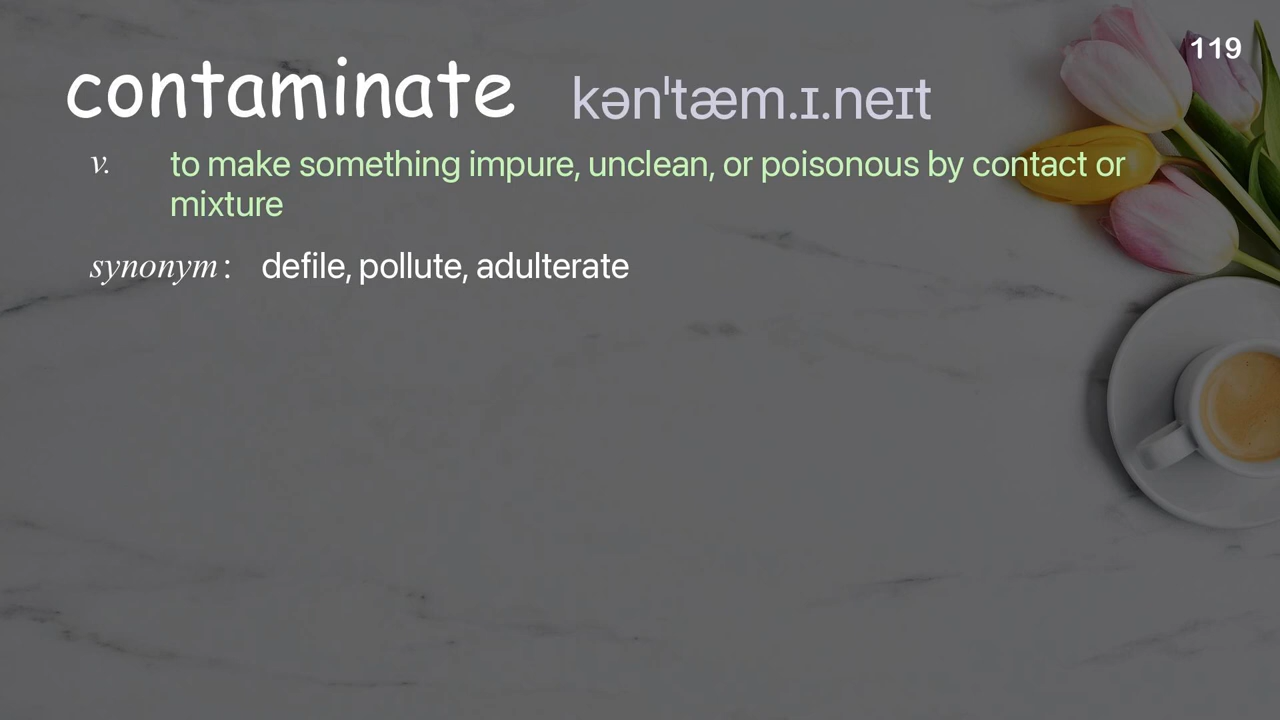 119
contaminate kənˈtæm.ɪ.neɪt
v. to make something impure, unclean, or poisonous by contact or
mixture
synonym: defile, pollute, adulterate